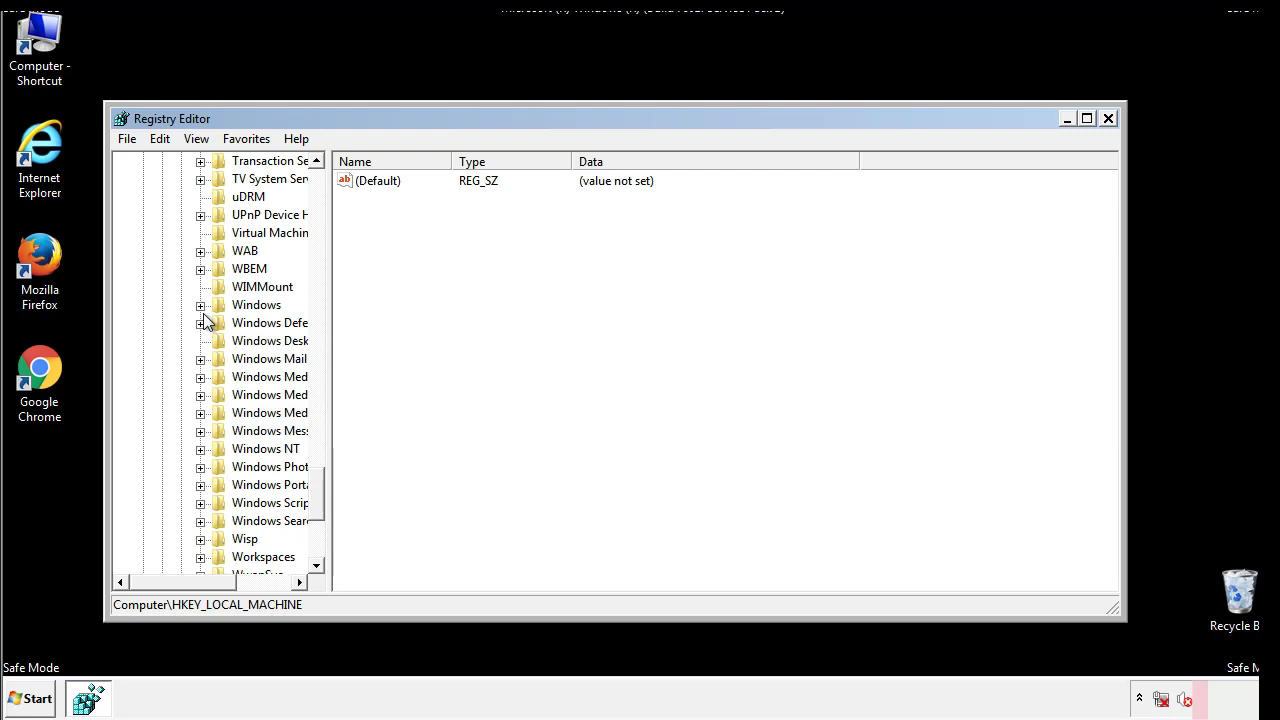 Computer -
Shortcut
Internet
Explorer
Mozilla
Firefox
Google
Chrome
Registry Editor
File Edit View Favorites Help
Transaction Se
TV System Serv
uDRM
UPnP Device H
Virtual Machin
WAB
WBEM
WIMMount
Windows
Windows Defe
Windows Desk
Windows Mail
Windows Med
Windows Med
Windows Med
Windows Mess
Windows NT
Windows Phot
Windows Porta
Windows Scrip
Windows Sear
Wisp
Workspaces
Name Type Data
(Default) REG_SZ (value not set)
Computer\HKEY_LOCAL_MACHINE
Recycle B
Safe Mode
Safe M
Start